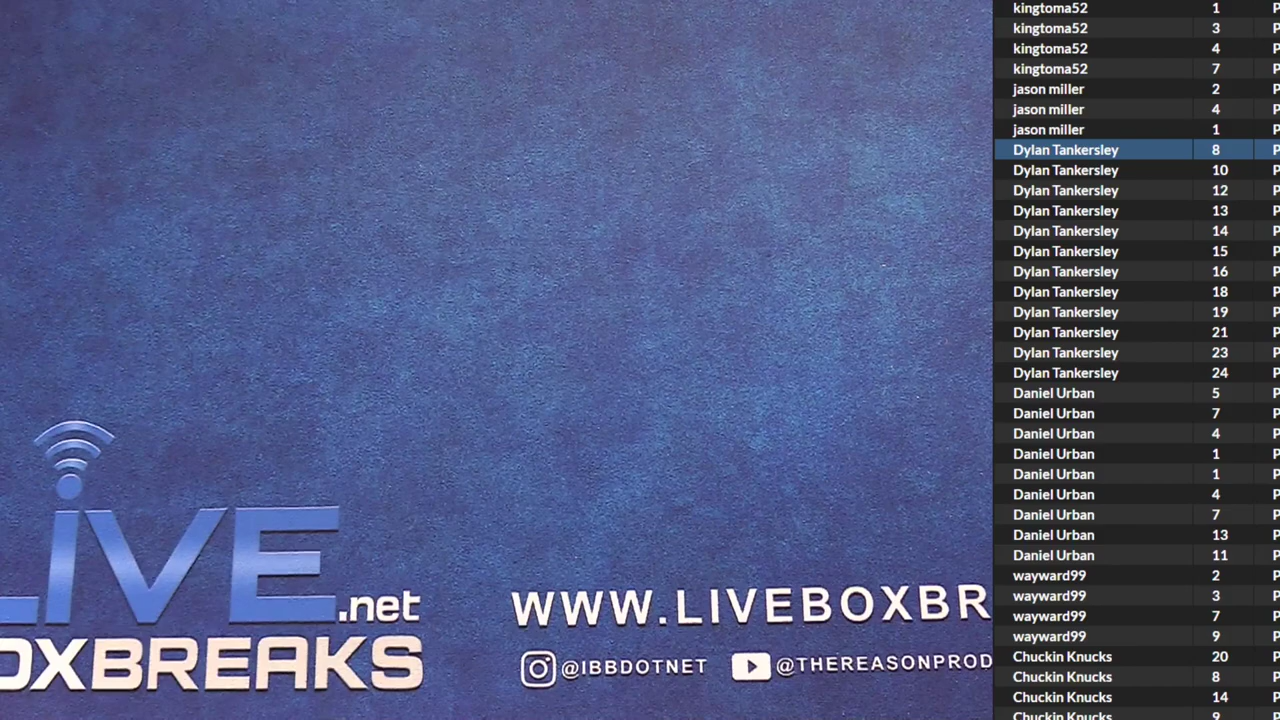 kingtoma52 1 P
kingtoma52 3 P
kingtoma52 4 P
kingtoma52 7 P
jason miller 2 P
jason miller 4 P
jason miller 1 P
Dylan Tankersley 8 P
Dylan Tankersley 10 P
Dylan Tankersley 12 P
Dylan Tankersley 13 P
Dylan Tankersley 14 P
Dylan Tankersley 15 P
Dylan Tankersley 16 P
Dylan Tankersley 18 P
Dylan Tankersley 19 P
Dylan Tankersley 21 P
Dylan Tankersley 23 P
Dylan Tankersley 24 P
Daniel Urban 5 P
Daniel Urban 7 P
Daniel Urban 4 P
Daniel Urban 1 P
Daniel Urban 1 P
Daniel Urban 4 P
Daniel Urban 7 P
Daniel Urban 13 P
Daniel Urban 11 P
wayward99 2 P
wayward99 3 P
wayward99 7 P
wayward99 9 P
Chuckin Knucks 20 P
Chuckin Knucks 8 P
Chuckin Knucks 14 P
Chuckin Knucks 9 P
LiVE.net
OXBREAKS
WWW.LIVEBOXBR
@IBBDOTNET @THEREASONPROD